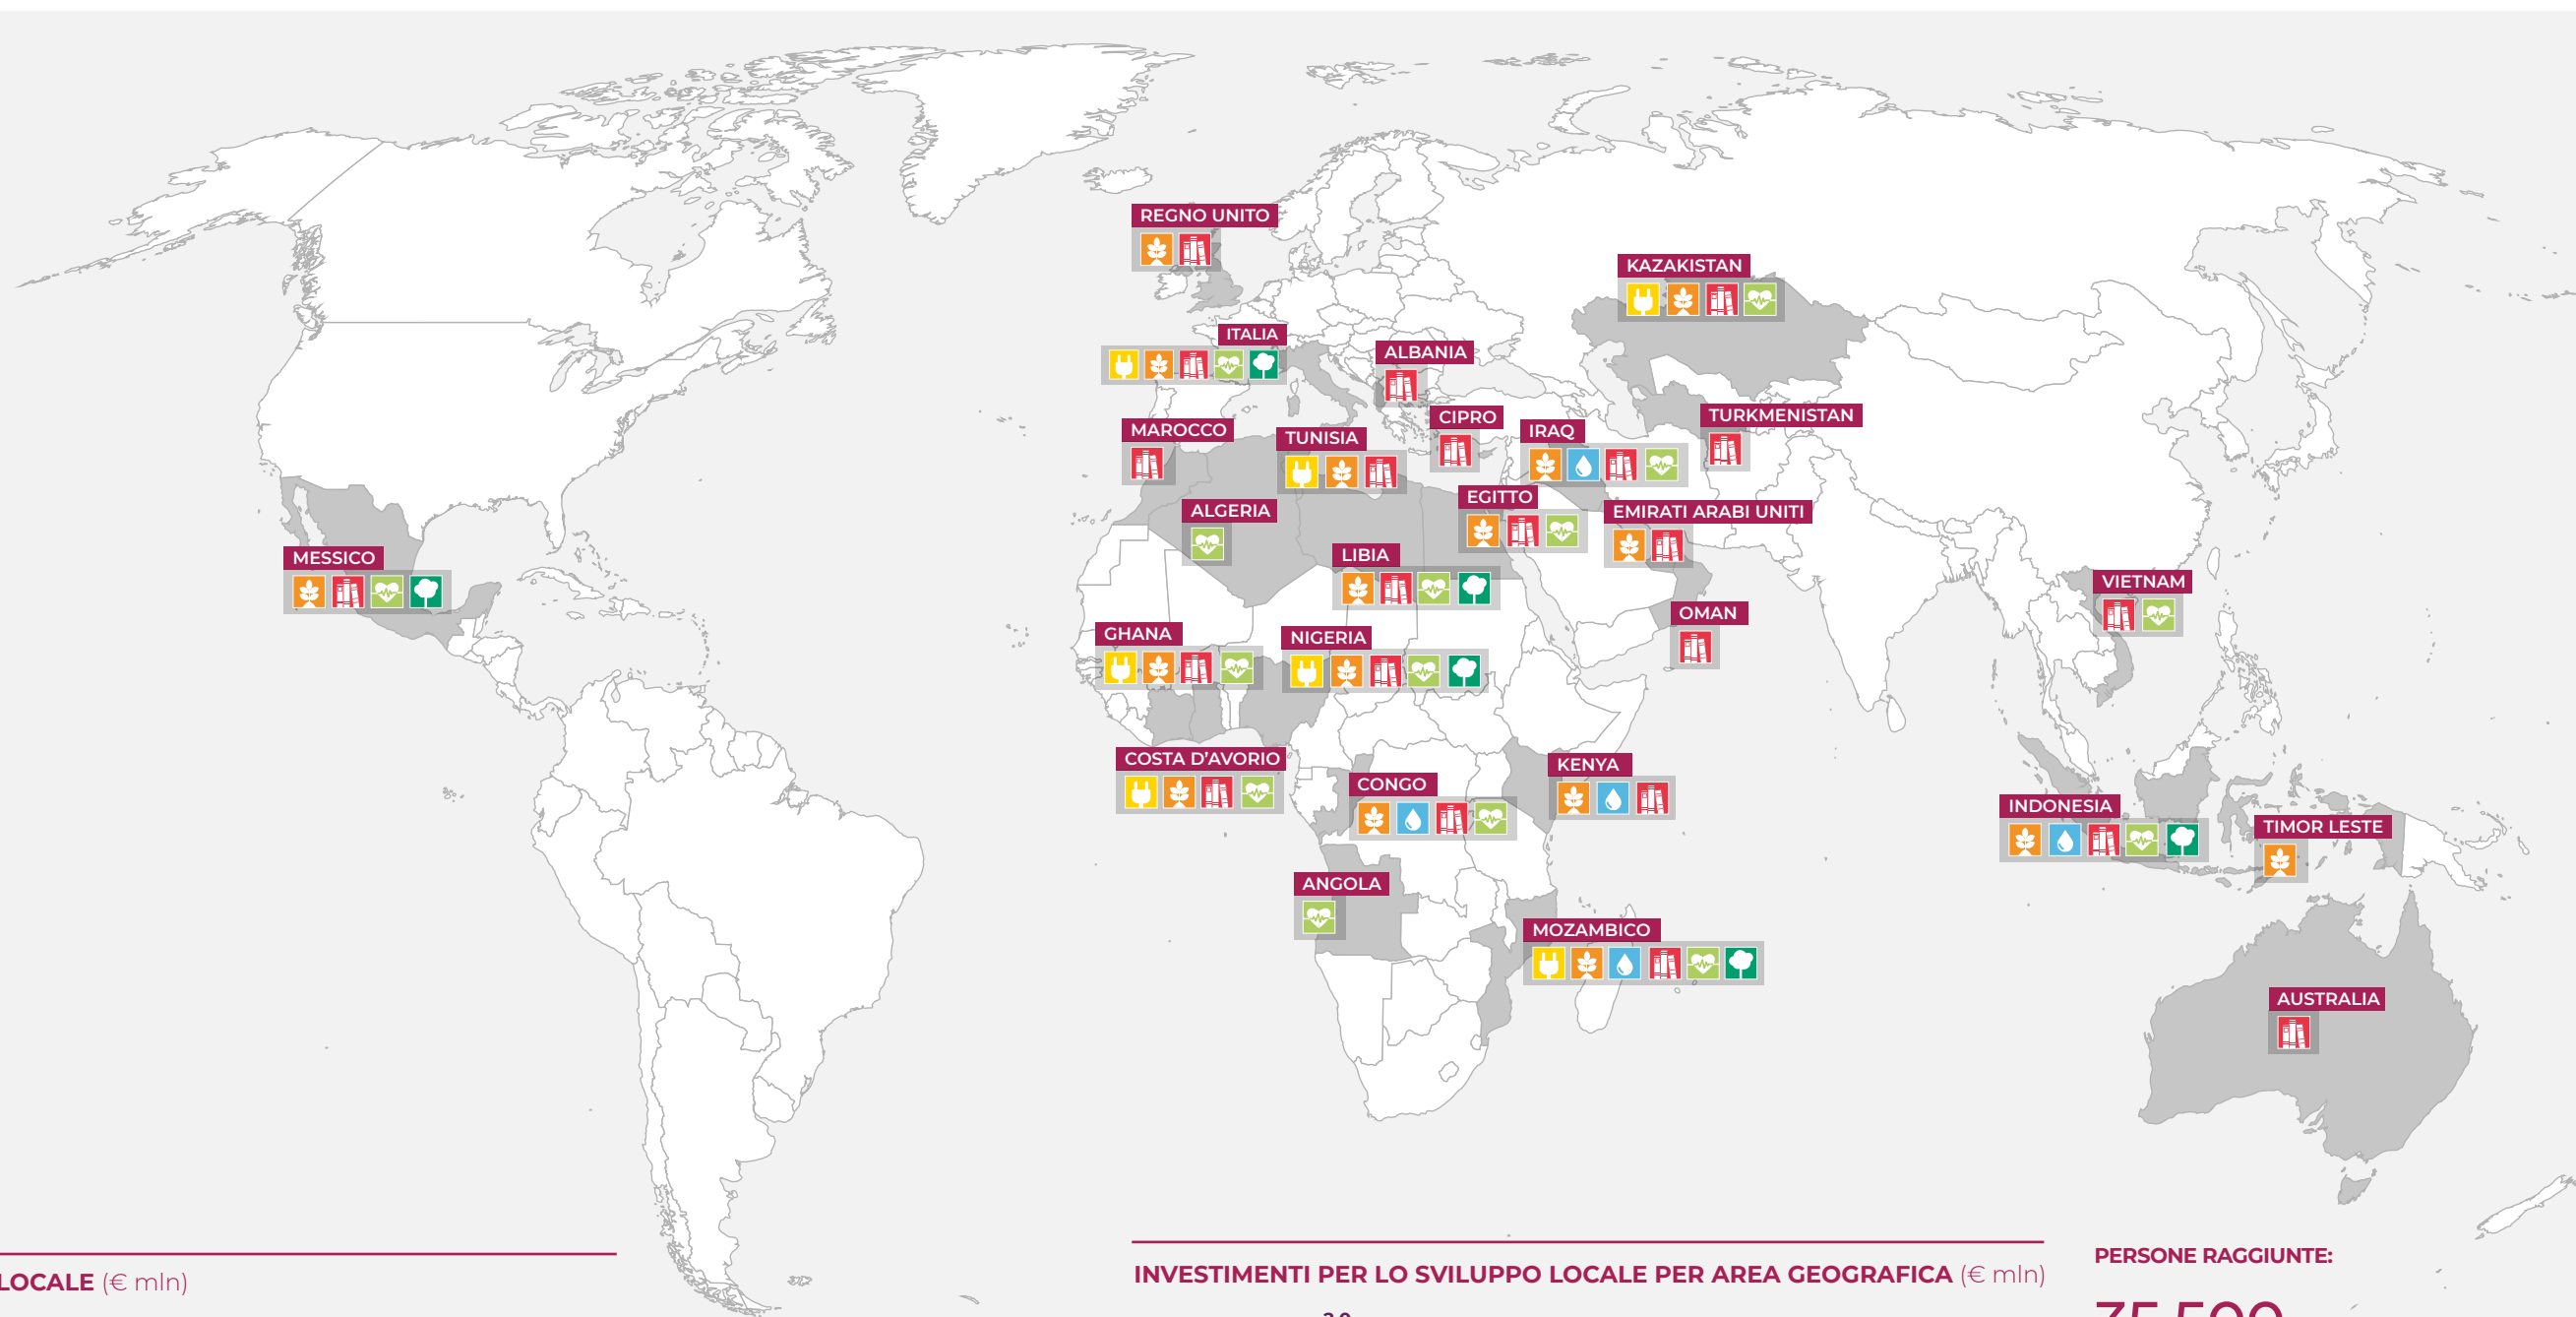 REGNO UNITO
KAZAKISTAN
ITALIA
ALBANIA
CIPRO
TURKMENISTAN
MAROCCO
TUNISIA
IRAQ
EGITTO
EMIRATI ARABI UNITI
ALGERIA
LIBIA
MESSICO
VIETNAM
OMAN
GHANA
NIGERIA
COSTA D'AVORIO
CONGO
KENYA
INDONESIA
TIMOR LESTE
ANGOLA
MOZAMBICO
AUSTRALIA
LOCALE (€ mln)
INVESTIMENTI PER LO SVILUPPO LOCALE PER AREA GEOGRAFICA (€ mln)
PERSONE RAGGIUNTE: